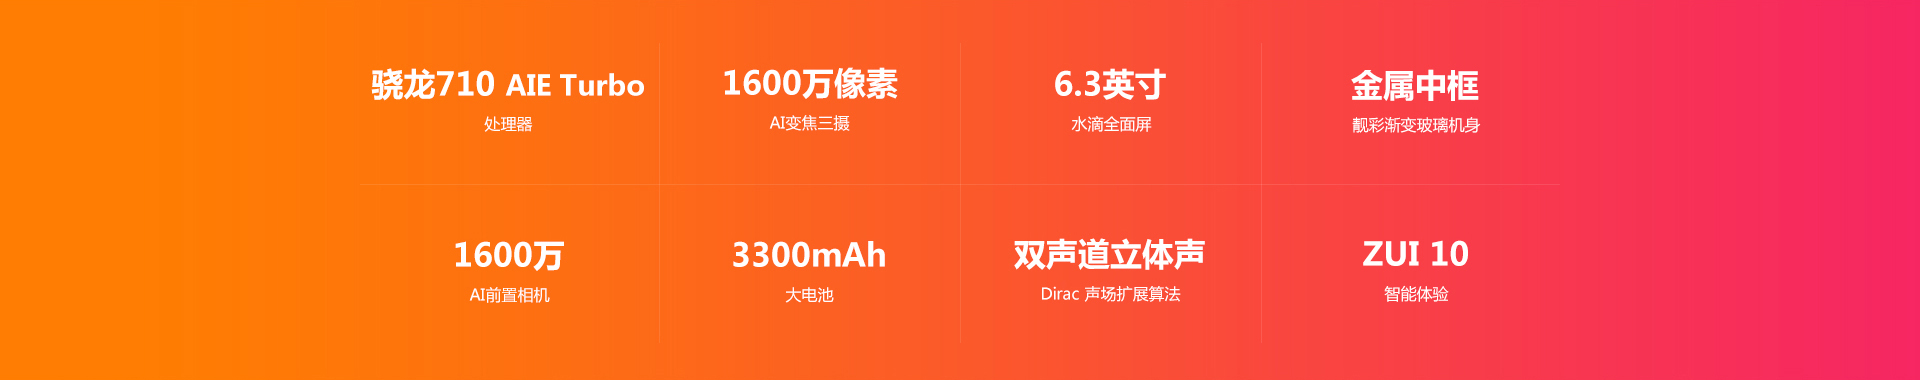 骁龙710 AIE Turbo
处理器
1600万像素
AI变焦三摄
6.3英寸
水滴全面屏
金属中框
靓彩渐变玻璃机身
1600万
AI前置相机
3300mAh
大电池
双声道立体声
Dirac 声场扩展算法
ZUI 10
智能体验